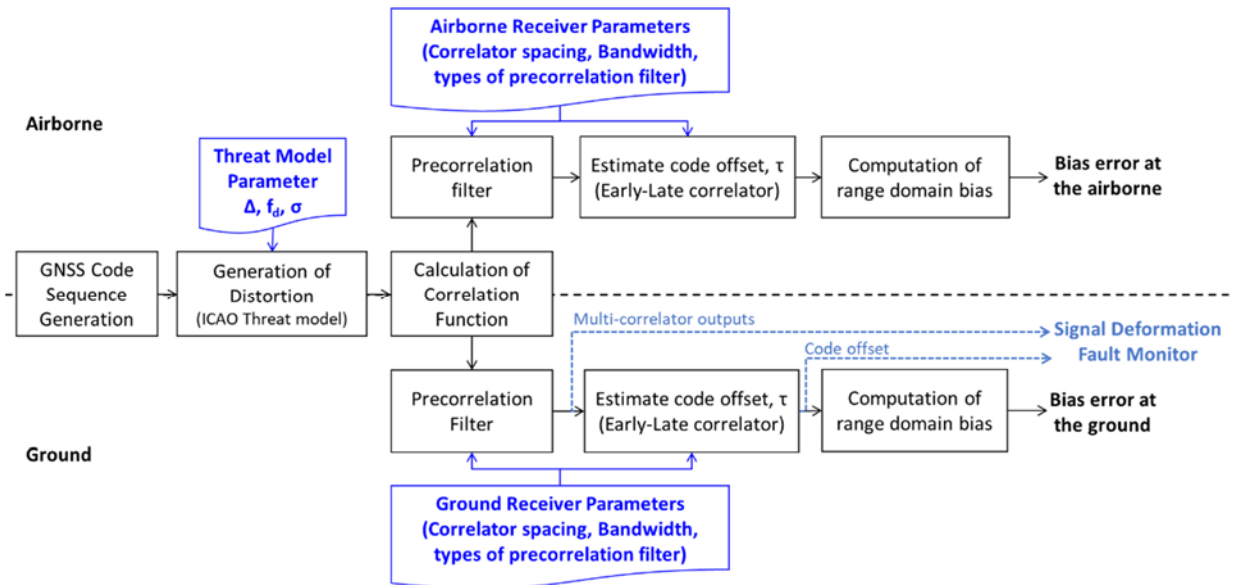 Airborne Receiver Parameters
(Correlator spacing, Bandwidth,
types of precorrelation filter)
Airborne
Threat Model
Parameter
Δ, fd, σ
Precorrelation
filter
Estimate code offset, τ
(Early-Late correlator)
Computation of
range domain bias
Bias error at
the airborne
GNSS Code
Sequence
Generation
Generation of
Distortion
(ICAO Threat model)
Calculation of
Correlation
Function
Multi-correlator outputs
Signal Deformation
Fault Monitor
Code offset
Precorrelation
Filter
Estimate code offset, τ
(Early-Late correlator)
Computation of
range domain bias
Bias error at
the ground
Ground
Ground Receiver Parameters
(Correlator spacing, Bandwidth,
types of precorrelation filter)